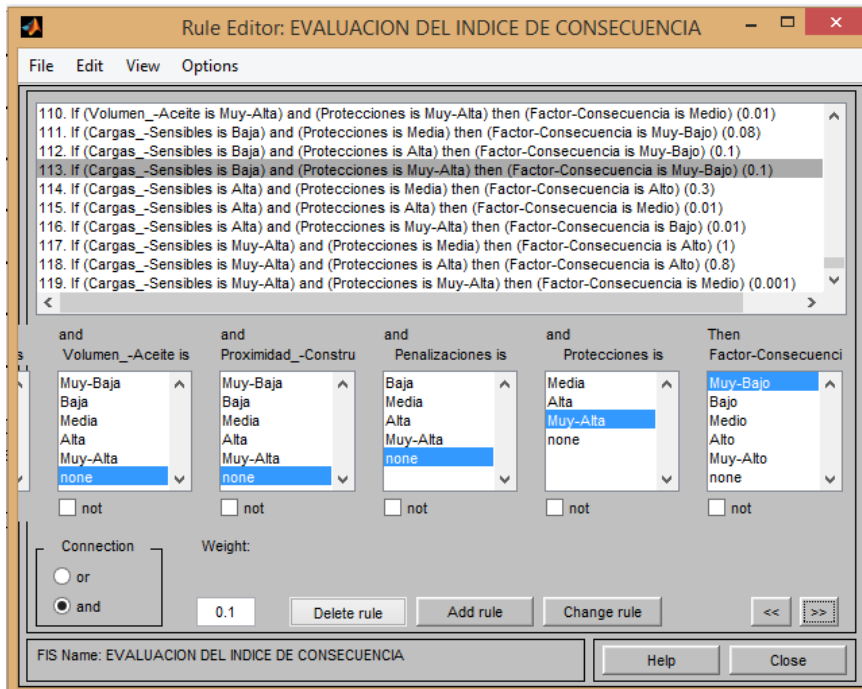 Rule Editor: EVALUACION DEL INDICE DE CONSECUENCIA
File Edit View Options
110. If (Volumen_-Aceite is Muy-Alta) and (Protecciones is Muy-Alta) then (Factor-Consecuencia is Medio) (0.01)
111. If (Cargas_-Sensibles is Baja) and (Protecciones is Media) then (Factor-Consecuencia is Muy-Bajo) (0.08)
112. If (Cargas_-Sensibles is Baja) and (Protecciones is Alta) then (Factor-Consecuencia is Muy-Bajo) (0.1)
113. If (Cargas_-Sensibles is Baja) and (Protecciones is Muy-Alta) then (Factor-Consecuencia is Muy-Bajo) (0.1)
114. If (Cargas_-Sensibles is Alta) and (Protecciones is Media) then (Factor-Consecuencia is Alto) (0.3)
115. If (Cargas_-Sensibles is Alta) and (Protecciones is Alta) then (Factor-Consecuencia is Medio) (0.01)
116. If (Cargas_-Sensibles is Alta) and (Protecciones is Muy-Alta) then (Factor-Consecuencia is Bajo) (0.01)
117. If (Cargas_-Sensibles is Muy-Alta) and (Protecciones is Media) then (Factor-Consecuencia is Alto) (1)
118. If (Cargas_-Sensibles is Muy-Alta) and (Protecciones is Alta) then (Factor-Consecuencia is Alto) (0.8)
119. If (Cargas_-Sensibles is Muy-Alta) and (Protecciones is Muy-Alta) then (Factor-Consecuencia is Medio) (0.001)
and and and and Then
s Volumen_-Aceite is Proximidad_-Constru Penalizaciones is Protecciones is Factor-Consecuenci
Muy-Baja Muy-Baja Baja Media Muy-Bajo
Baja Baja Media Alta Bajo
Media Media Alta Muy-Alta Medio
Alta Alta Muy-Alta none Alto
Muy-Alta Muy-Alta none Muy-Alto
none none none
not not not not not
Connection Weight:
or
and 0.1 Delete rule Add rule Change rule << >>
FIS Name: EVALUACION DEL INDICE DE CONSECUENCIA Help Close